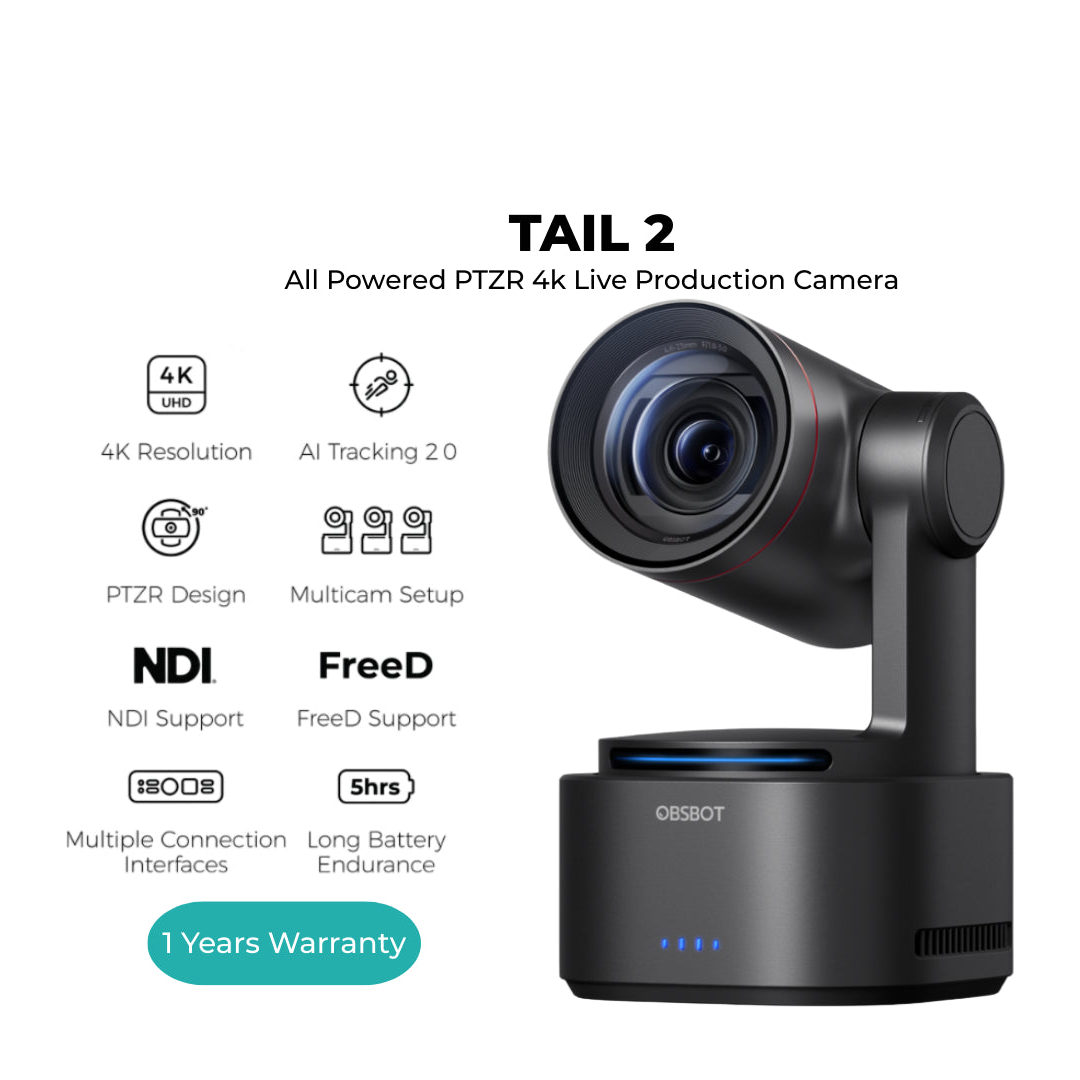 TAIL 2
All Powered PTZR 4k Live Production Camera
4K
UHD
4K Resolution
AI Tracking 2 0
90°
PTZR Design
Multicam Setup
NDI
NDI Support
FreeD
FreeD Support
Multiple Connection
Interfaces
5hrs
Long Battery
Endurance
1 Years Warranty
OBSBOT
OBSBOT